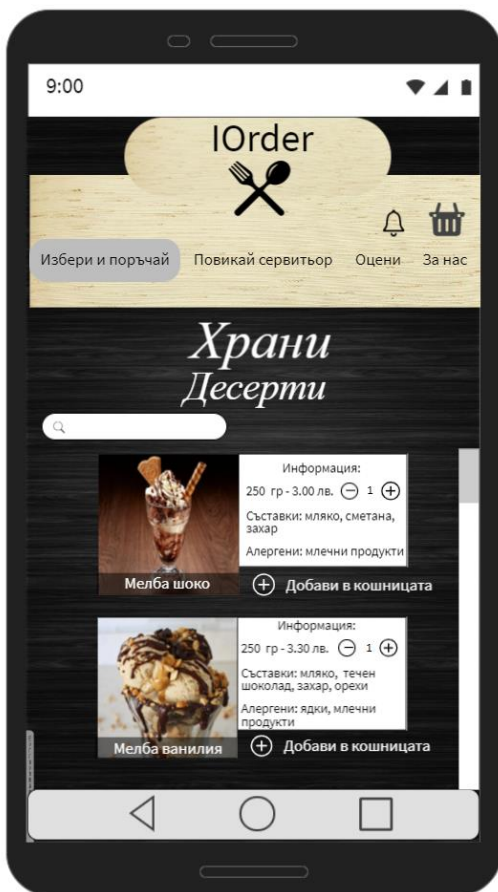 9:00
IOrder
Избери и поръчай
Повикай сервитьор
Оцени
За нас
Храни
Десерти
Информация:
250 гр - 3.00 лв. 1
Съставки: мляко, сметана,
захар
Алергени: млечни продукти
Мелба шоко
Добави в кошницата
Информация:
250 гр - 3.30 лв. 1
Съставки: мляко, течен
шоколад, захар, орехи
Алергени: ядки, млечни
продукти
Мелба ванилия
Добави в кошницата